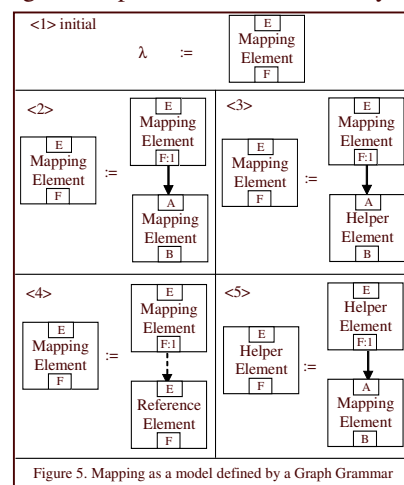 <1> initial
λ := E
Mapping
Element
F
<2>
E
Mapping
Element
F
:=
E
Mapping
Element
F:1
A
Mapping
Element
B
<3>
E
Mapping
Element
F
:=
E
Mapping
Element
F:1
A
Helper
Element
B
<4>
E
Mapping
Element
F
:=
E
Mapping
Element
F:1
E
Reference
Element
F
<5>
E
Helper
Element
F
:=
E
Helper
Element
F:1
A
Mapping
Element
B
Figure 5. Mapping as a model defined by a Graph Grammar